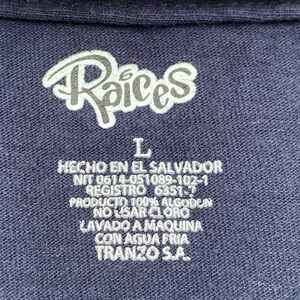 Raíces
L
HECHO EN EL SALVADOR
NIT 0614-051089-102-1
REGISTRO 6351-7
PRODUCTO 100% ALGODON
NO USAR CLORO
LAVADO A MAQUINA
CON AGUA FRIA
TRANZO S.A.